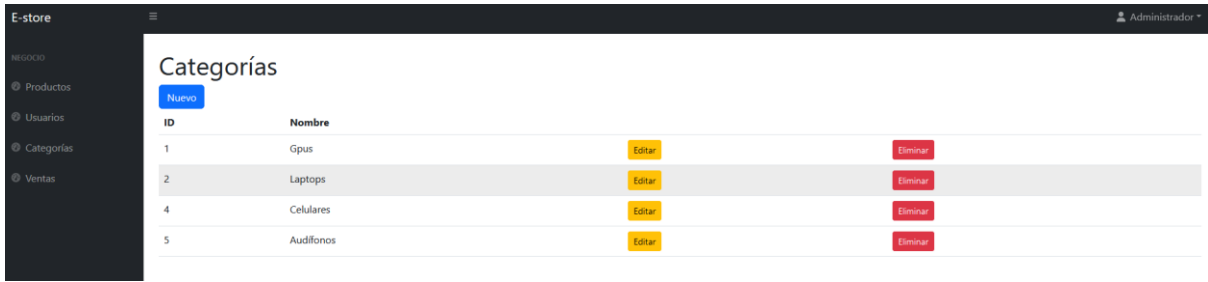 E-store
Administrador
NEGOCIO
Productos
Usuarios
Categorías
Ventas
Categorías
Nuevo
ID Nombre
1 Gpus Editar Eliminar
2 Laptops Editar Eliminar
4 Celulares Editar Eliminar
5 Audífonos Editar Eliminar